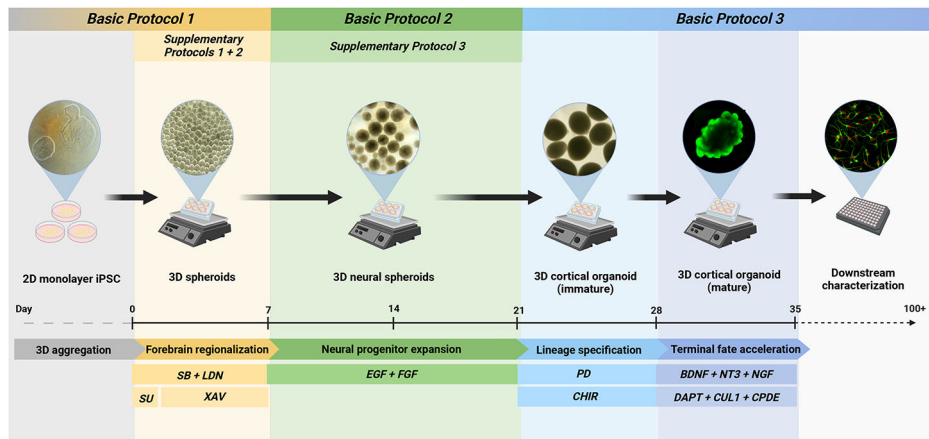 Basic Protocol 1
Basic Protocol 2
Basic Protocol 3
Supplementary
Protocols 1 + 2
Supplementary Protocol 3
2D monolayer iPSC
3D spheroids
3D neural spheroids
3D cortical organoid
(immature)
3D cortical organoid
(mature)
Downstream
characterization
Day
0
7
14
21
28
35
100+
3D aggregation
Forebrain regionalization
Neural progenitor expansion
Lineage specification
Terminal fate acceleration
SB + LDN
EGF + FGF
PD
BDNF + NT3 + NGF
SU
XAV
CHIR
DAPT + CUL1 + CPDE